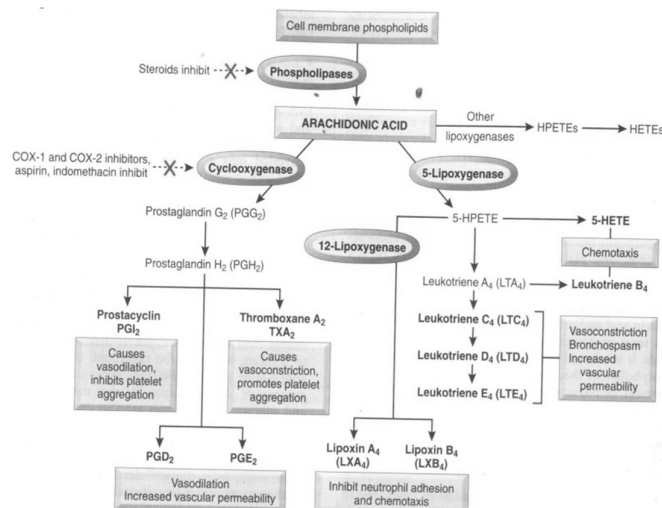 Cell membrane phospholipids
Steroids inhibit
Phospholipases
ARACHIDONIC ACID
Other
lipoxygenases
HPETEs
HETEs
COX-1 and COX-2 inhibitors,
aspirin, indomethacin inhibit
Cyclooxygenase
5-Lipoxygenase
Prostaglandin G₂ (PGG₂)
5-HPETE
5-HETE
12-Lipoxygenase
Chemotaxis
Prostaglandin H₂ (PGH₂)
Leukotriene A₄ (LTA₄)
Leukotriene B₄
Prostacyclin
PGI₂
Thromboxane A₂
TXA₂
Leukotriene C₄ (LTC₄)
Leukotriene D₄ (LTD₄)
Leukotriene E₄ (LTE₄)
Vasoconstriction
Bronchospasm
Increased
vascular
permeability
Causes
vasodilation,
inhibits platelet
aggregation
Causes
vasoconstriction,
promotes platelet
aggregation
PGD₂
PGE₂
Lipoxin A₄
(LXA₄)
Lipoxin B₄
(LXB₄)
Vasodilation
Increased vascular permeability
Inhibit neutrophil adhesion
and chemotaxis